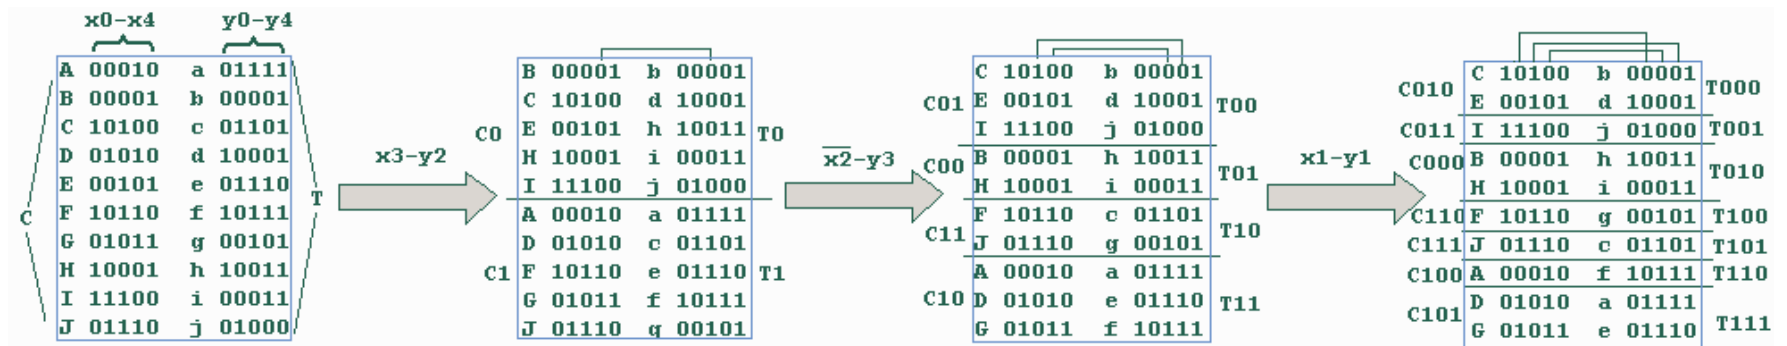 x0-x4 y0-y4
A 00010 a 01111
B 00001 b 00001
C 10100 c 01101
D 01010 d 10001
E 00101 e 01110
F 10110 f 10111
G 01011 g 00101
H 10001 h 10011
I 11100 i 00011
J 01110 j 01000
C
T
x3-y2
B 00001 b 00001
C 10100 d 10001
E 00101 h 10011
H 10001 i 00011
I 11100 j 01000
A 00010 a 01111
D 01010 c 01101
F 10110 e 01110
G 01011 f 10111
J 01110 g 00101
C0 T0
C1 T1
x̅2̅-y3
C 10100 b 00001
E 00101 d 10001
I 11100 j 01000
B 00001 h 10011
H 10001 i 00011
F 10110 c 01101
J 01110 g 00101
A 00010 a 01111
D 01010 e 01110
G 01011 f 10111
C01 T00
C00 T01
C11 T10
C10 T11
x1-y1
C 10100 b 00001
E 00101 d 10001
I 11100 j 01000
B 00001 h 10011
H 10001 i 00011
F 10110 g 00101
J 01110 c 01101
A 00010 f 10111
D 01010 a 01111
G 01011 e 01110
C010 T000
C011 T001
C000 T010
C110 T100
C111 T101
C100 T110
C101 T111